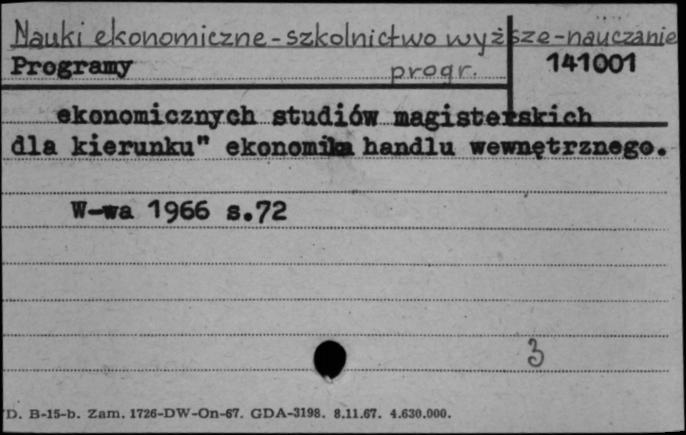 Nauki ekonomiczne - szkolnictwo wyższe - nauczanie
progr.
Programy 141001
ekonomicznych studiów magisterskich
dla kierunku" ekonomika handlu wewnętrznego.
W-wa 1966 s.72
3
D. B-15-b. Zam. 1726-DW-On-67. GDA-3198. 8.11.67. 4.630.000.